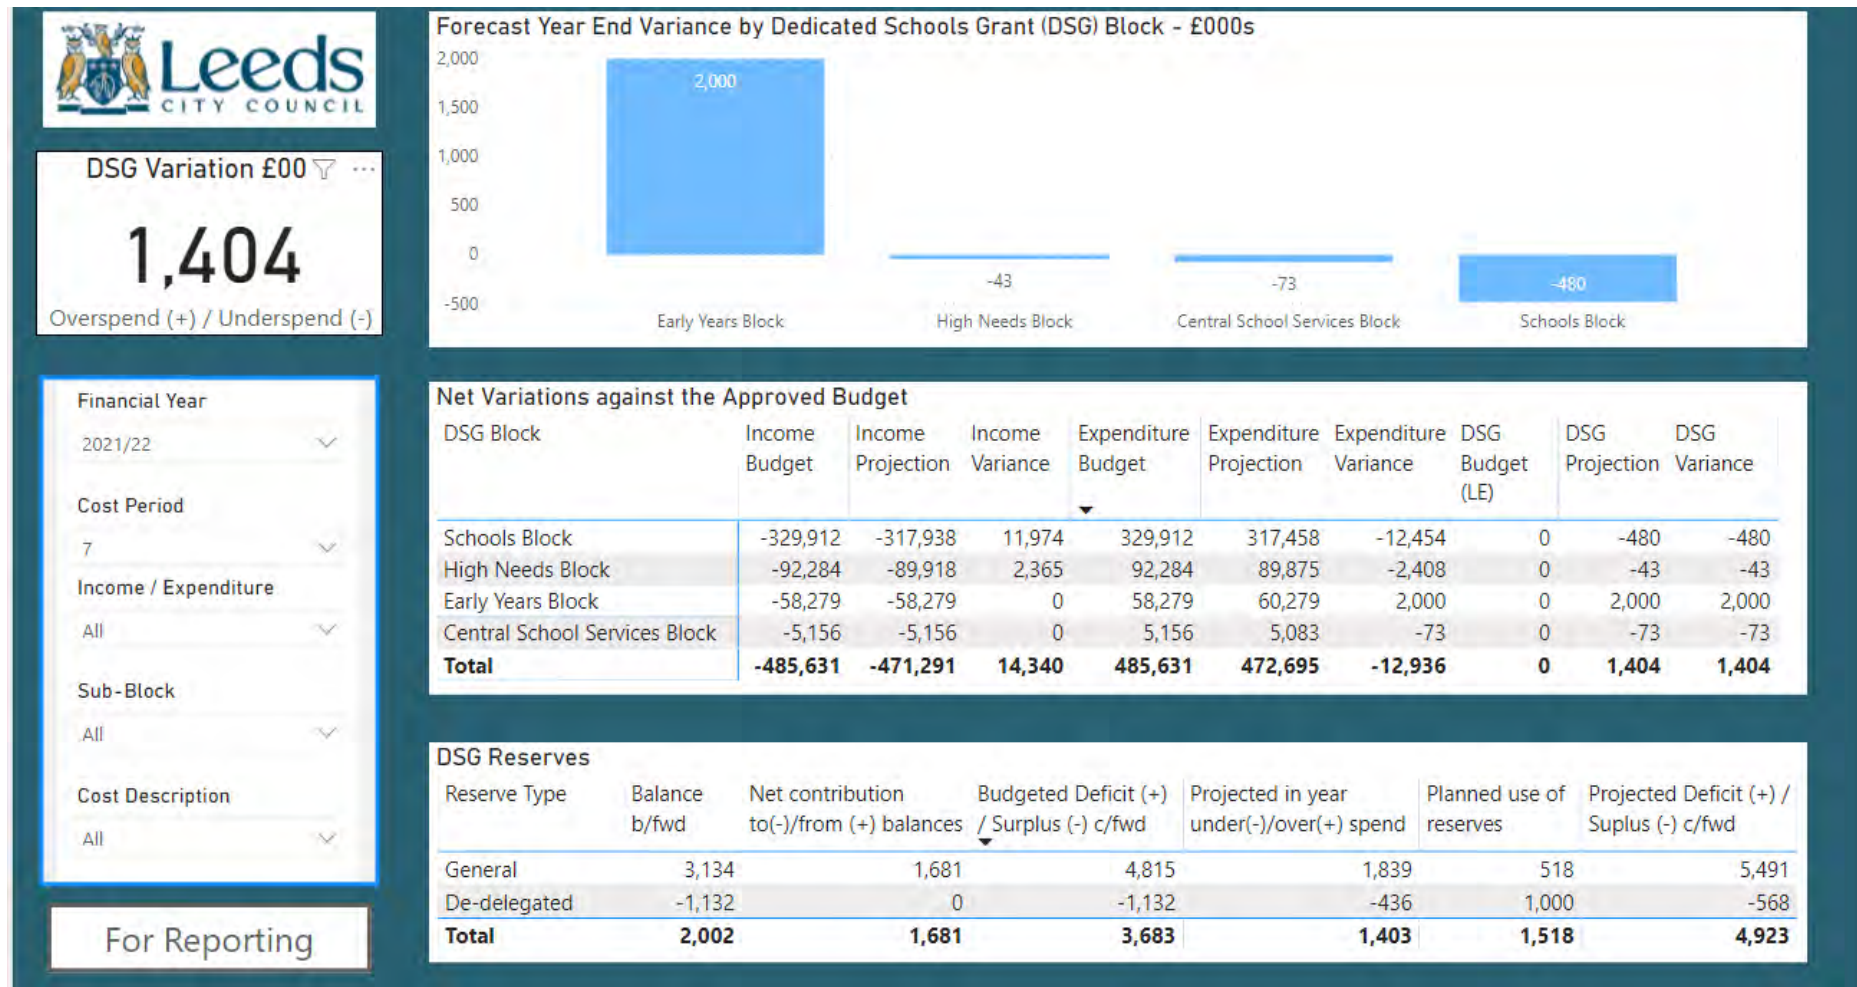 Leeds
CITY COUNCIL
DSG Variation £00
1,404
Overspend (+) / Underspend (-)
Financial Year
2021/22
Cost Period
7
Income / Expenditure
All
Sub-Block
All
Cost Description
All
For Reporting
Forecast Year End Variance by Dedicated Schools Grant (DSG) Block - £000s
2,000
1,500
1,000
500
0
-500
2,000
-43
-73
-480
Early Years Block High Needs Block Central School Services Block Schools Block
Net Variations against the Approved Budget
DSG Block Income Income Income Expenditure Expenditure Expenditure DSG DSG DSG
Budget Projection Variance Budget Projection Variance Budget Projection Variance
(LE)
Schools Block -329,912 -317,938 11,974 329,912 317,458 -12,454 0 -480 -480
High Needs Block -92,284 -89,918 2,365 92,284 89,875 -2,408 0 -43 -43
Early Years Block -58,279 -58,279 0 58,279 60,279 2,000 0 2,000 2,000
Central School Services Block -5,156 -5,156 0 5,156 5,083 -73 0 -73 -73
Total -485,631 -471,291 14,340 485,631 472,695 -12,936 0 1,404 1,404
DSG Reserves
Reserve Type Balance Net contribution Budgeted Deficit (+) Projected in year Planned use of Projected Deficit (+) /
b/fwd to(-)/from (+) balances / Surplus (-) c/fwd under(-)/over(+) spend reserves Suplus (-) c/fwd
General 3,134 1,681 4,815 1,839 518 5,491
De-delegated -1,132 0 -1,132 -436 1,000 -568
Total 2,002 1,681 3,683 1,403 1,518 4,923